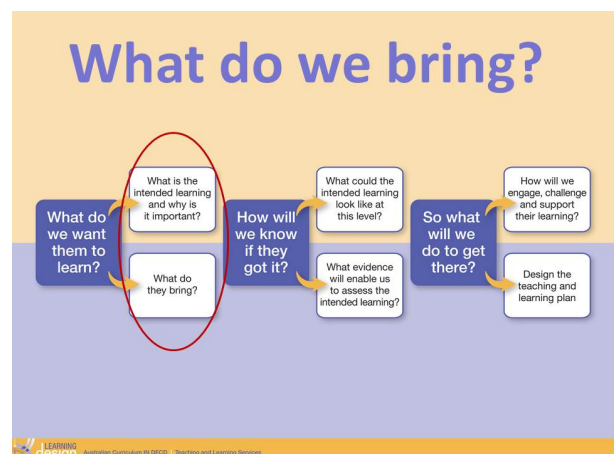 What do we bring?
What do
we want
them to
learn?
What is the
intended learning
and why is
it important?
What do
they bring?
How will
we know
if they
got it?
What could the
intended learning
look like at
this level?
What evidence
will enable us
to assess the
intended learning?
So what
will we
do to get
there?
How will we
engage, challenge
and support
their learning?
Design the
teaching and
learning plan
LEARNING
design Australian Curriculum IN DECD | Teaching and Learning Services